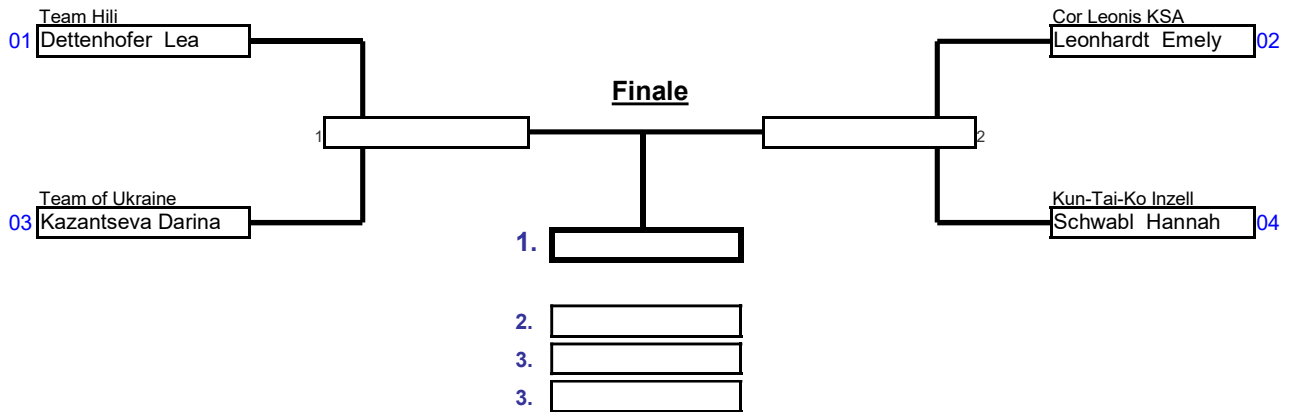 Team Hili
01 Dettenhofer Lea
Cor Leonis KSA
Leonhardt Emely 02
Finale
1
2
Team of Ukraine
03 Kazantseva Darina
Kun-Tai-Ko Inzell
Schwabl Hannah 04
1.
2.
3.
3.